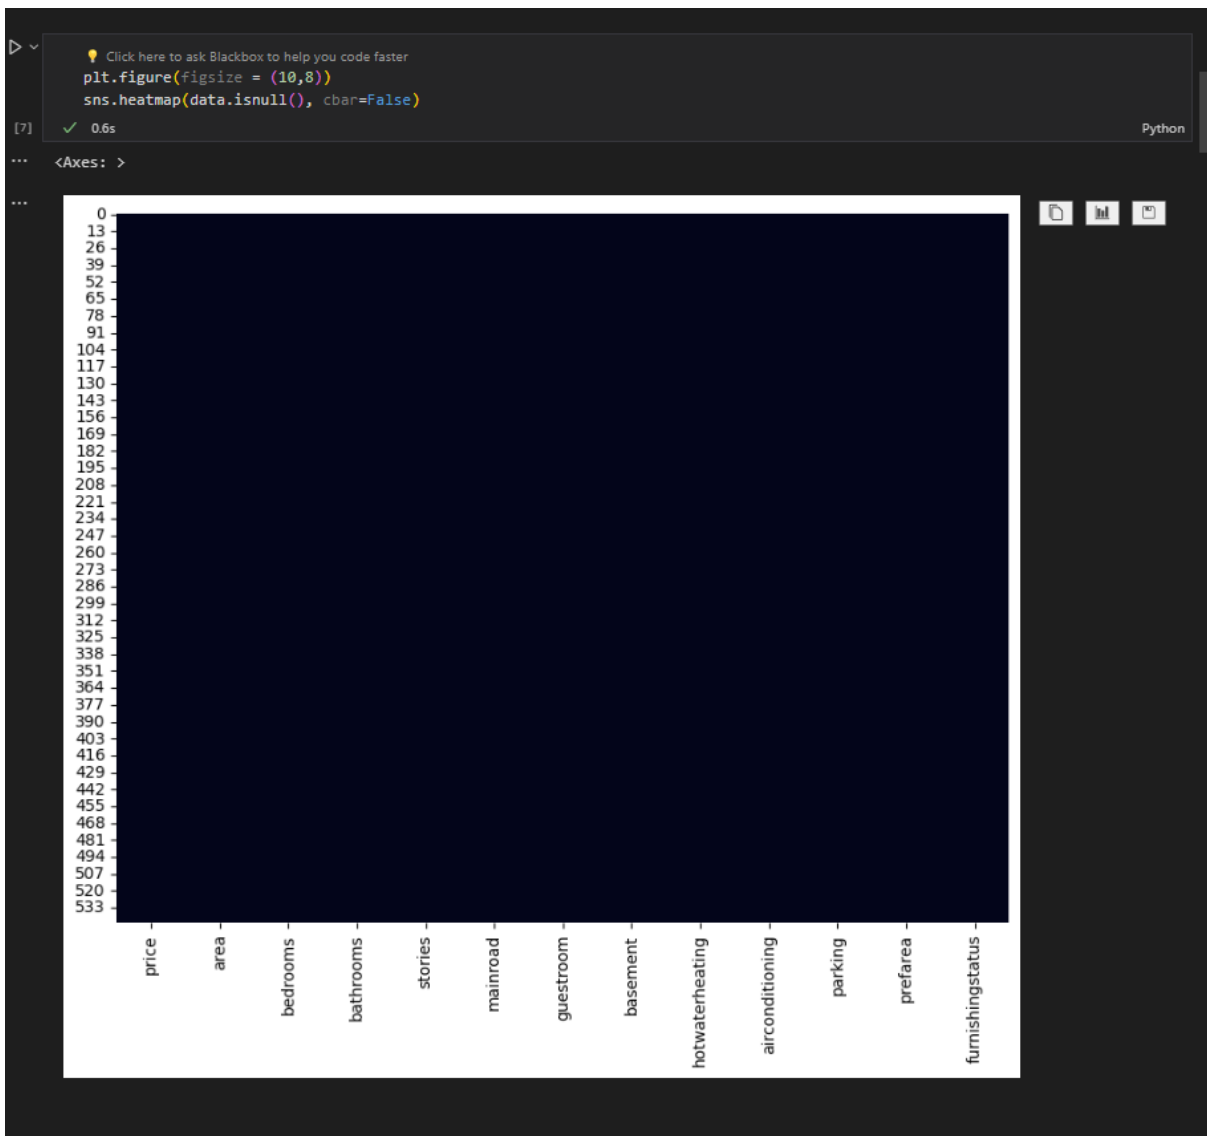 Click here to ask Blackbox to help you code faster
plt.figure(figsize = (10,8))
sns.heatmap(data.isnull(), cbar=False)
[7]
0.6s
Python
<Axes: >
0
13
26
39
52
65
78
91
104
117
130
143
156
169
182
195
208
221
234
247
260
273
286
299
312
325
338
351
364
377
390
403
416
429
442
455
468
481
494
507
520
533
price
area
bedrooms
bathrooms
stories
mainroad
guestroom
basement
hotwaterheating
airconditioning
parking
prefarea
furnishingstatus